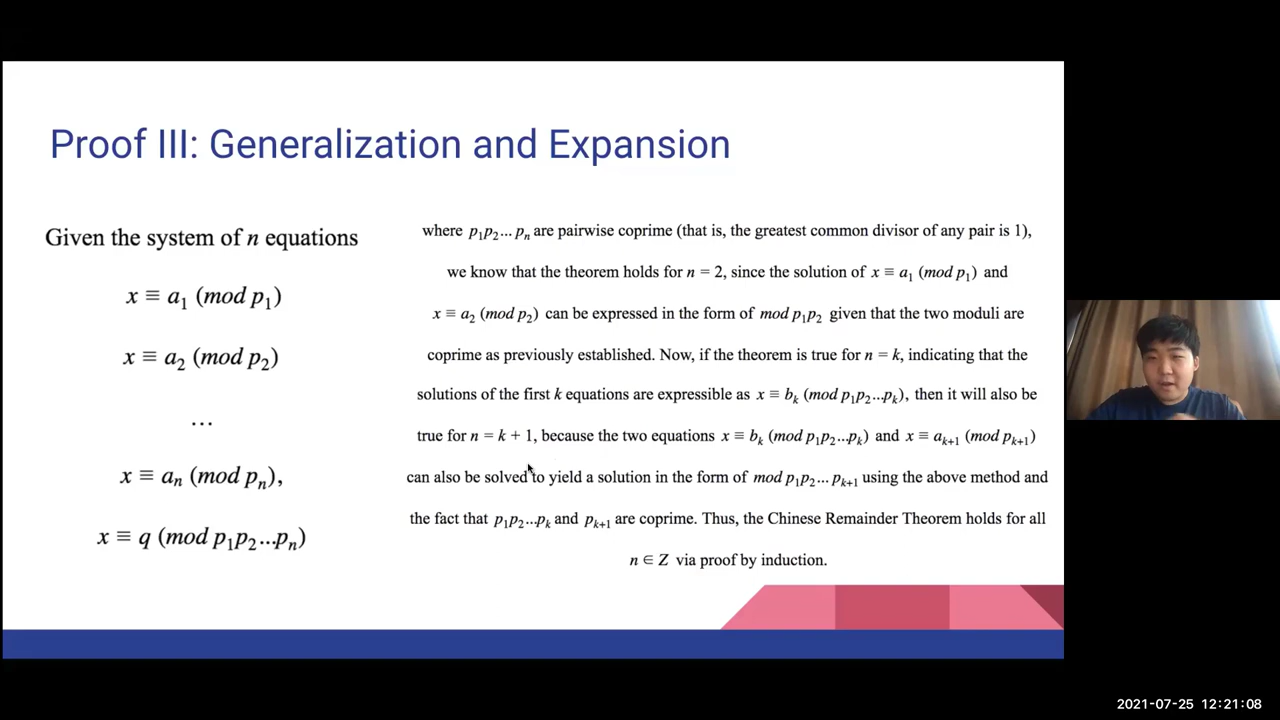 Proof III: Generalization and Expansion
Given the system of n equations
x ≡ a₁ (mod p₁)
x ≡ a₂ (mod p₂)
...
x ≡ aₙ (mod pₙ),
x ≡ q (mod p₁p₂...pₙ)
where p₁p₂... pₙ are pairwise coprime (that is, the greatest common divisor of any pair is 1),
we know that the theorem holds for n = 2, since the solution of x ≡ a₁ (mod p₁) and
x ≡ a₂ (mod p₂) can be expressed in the form of mod p₁p₂ given that the two moduli are
coprime as previously established. Now, if the theorem is true for n = k, indicating that the
solutions of the first k equations are expressible as x ≡ bₖ (mod p₁p₂...pₖ), then it will also be
true for n = k + 1, because the two equations x ≡ bₖ (mod p₁p₂...pₖ) and x ≡ aₖ₊₁ (mod pₖ₊₁)
can also be solved to yield a solution in the form of mod p₁p₂... pₖ₊₁ using the above method and
the fact that p₁p₂...pₖ and pₖ₊₁ are coprime. Thus, the Chinese Remainder Theorem holds for all
n ∈ Z via proof by induction.
2021-07-25 12:21:08